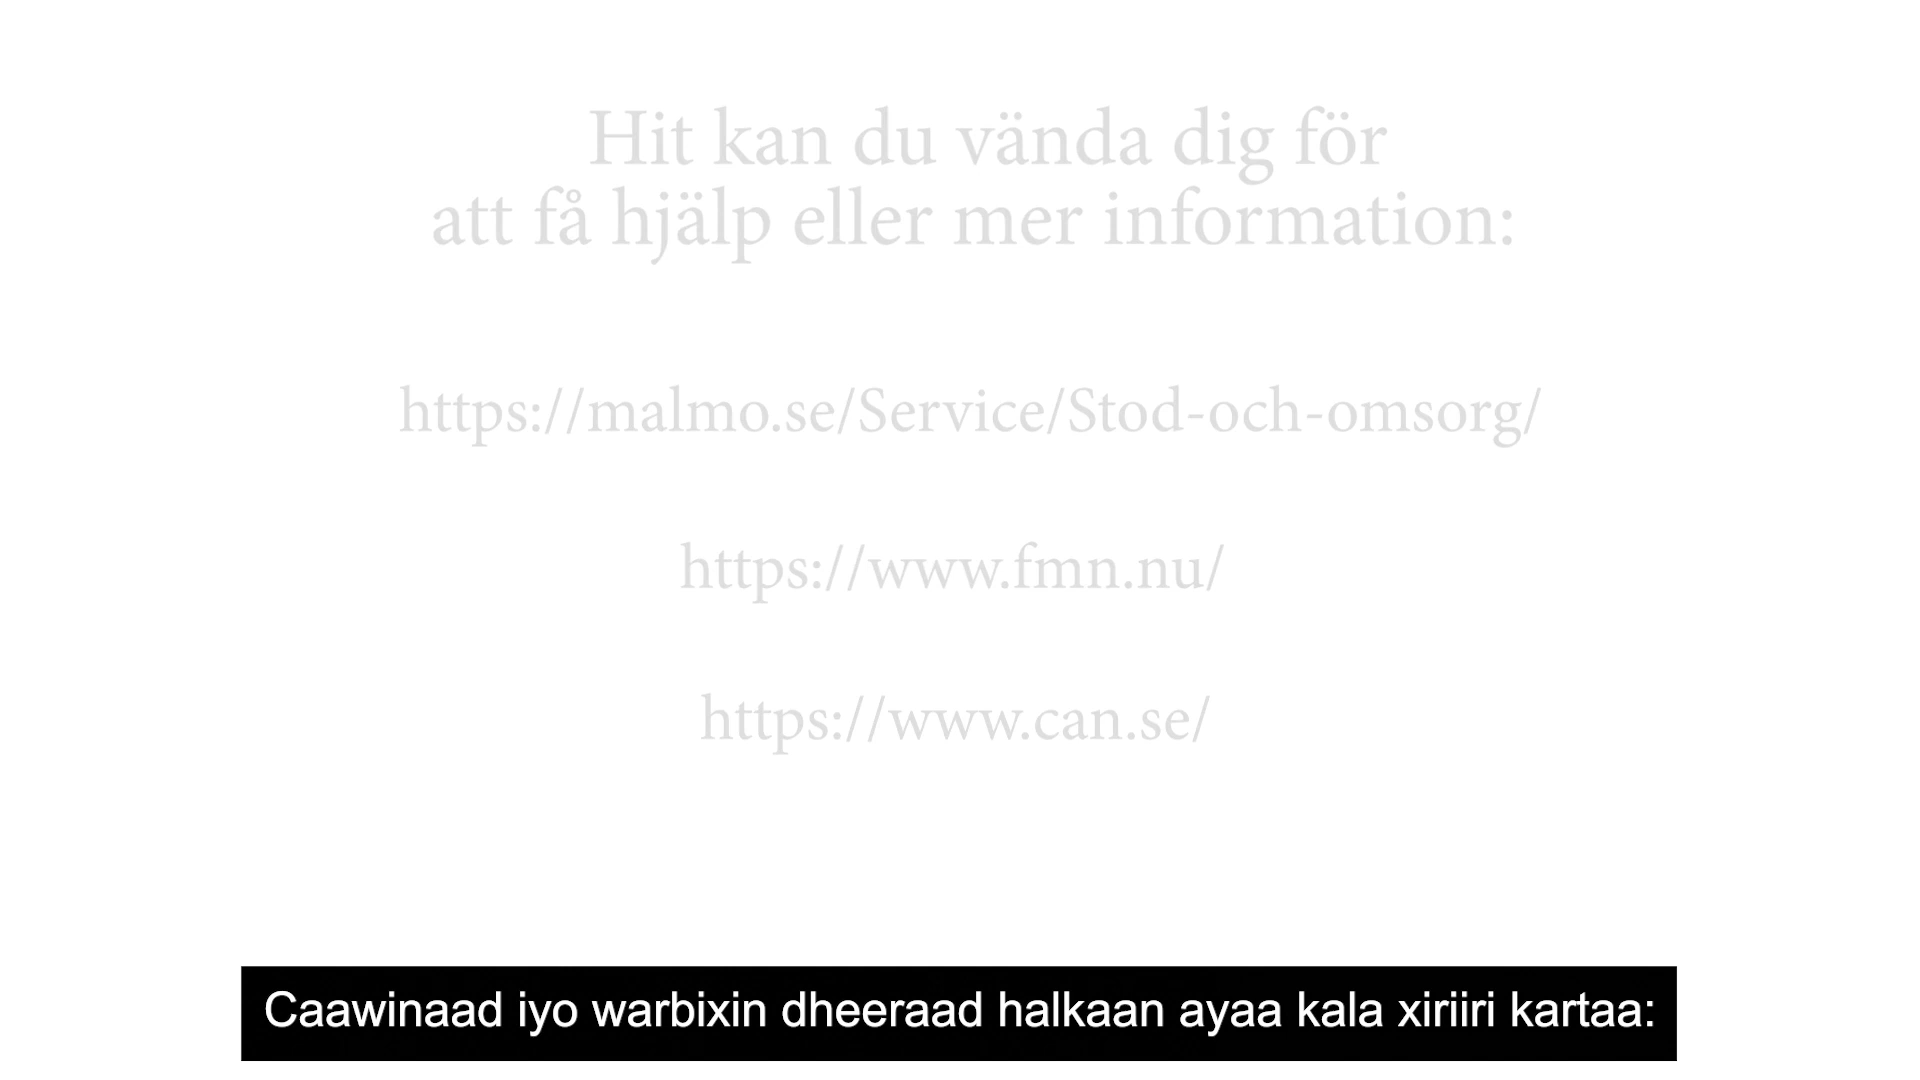 Hit kan du vända dig för
att få hjälp eller mer information:
https://malmo.se/Service/Stod-och-omsorg/
https://www.fmn.nu/
https://www.can.se/
Caawinaad iyo warbixin dheeraad halkaan ayaa kala xiriiri kartaa: